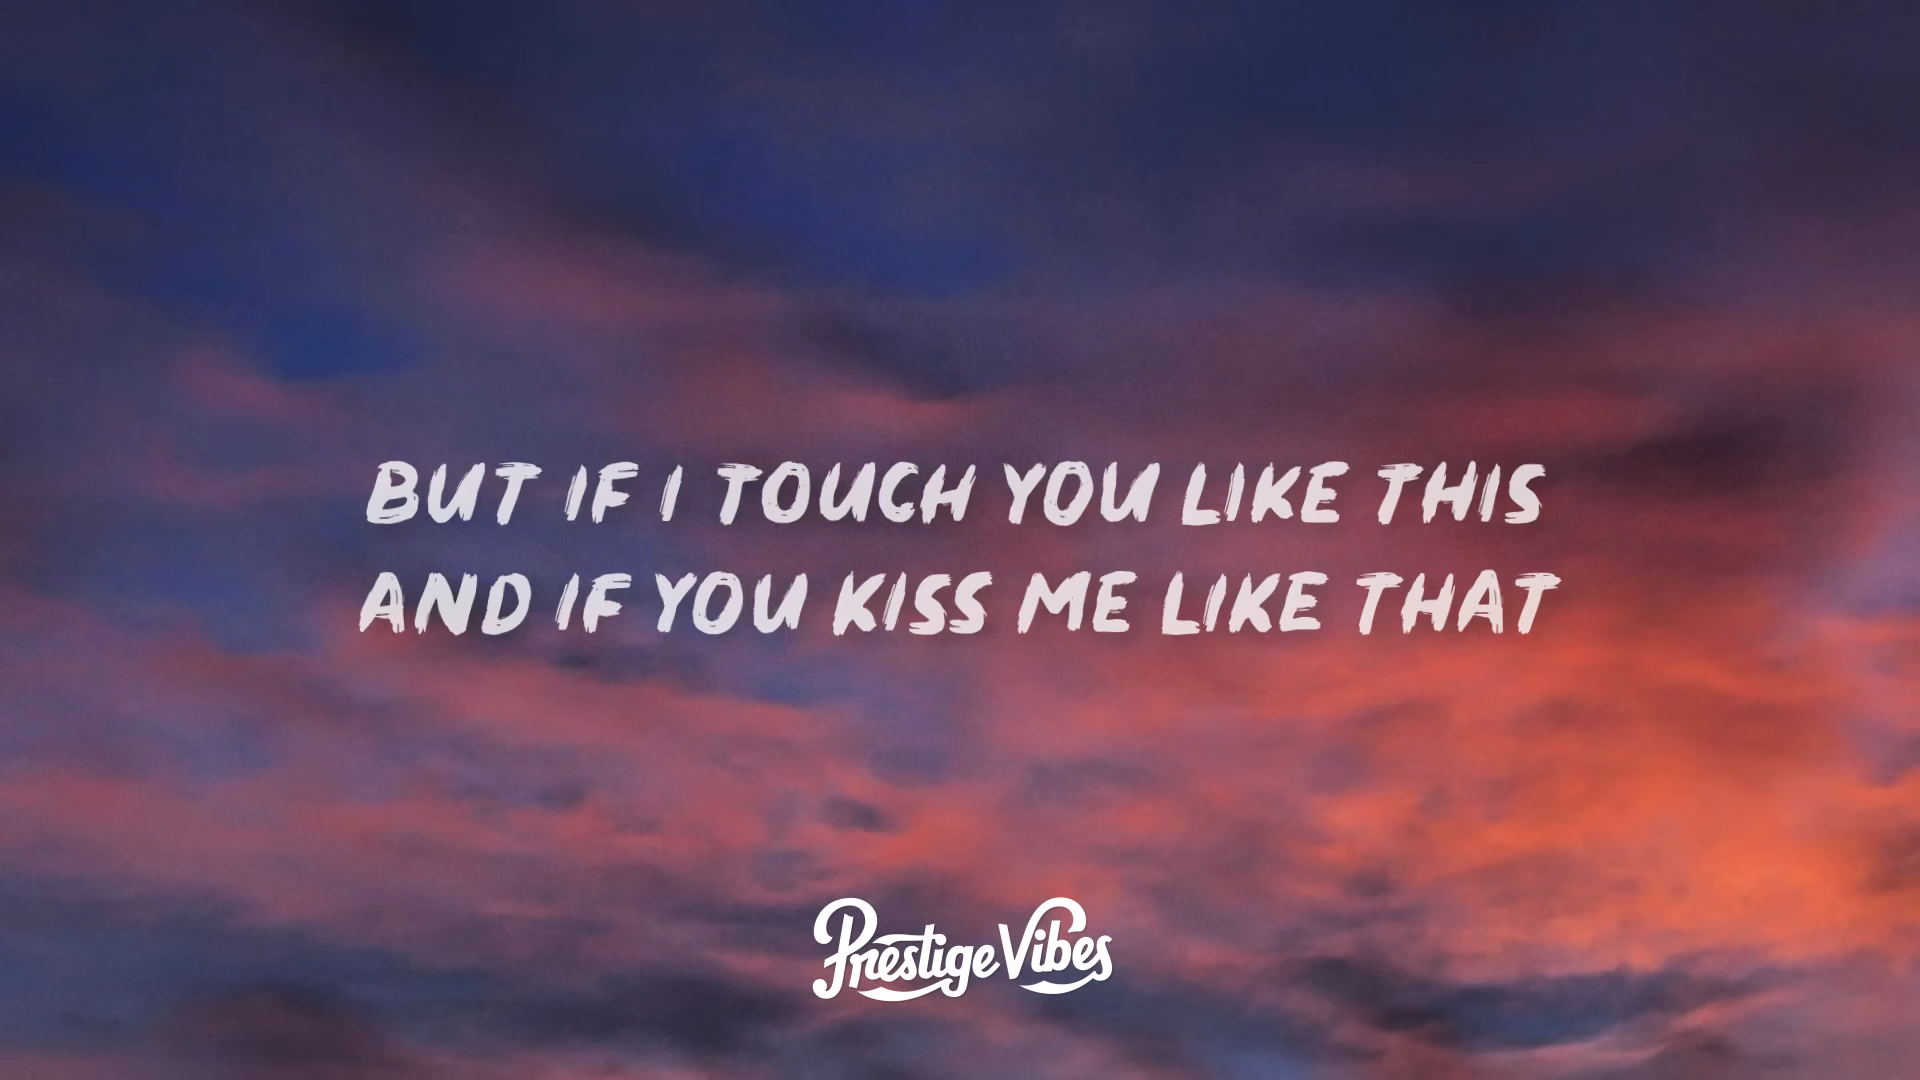 BUT IF I TOUCH YOU LIKE THIS
AND IF YOU KISS ME LIKE THAT
Prestige Vibes